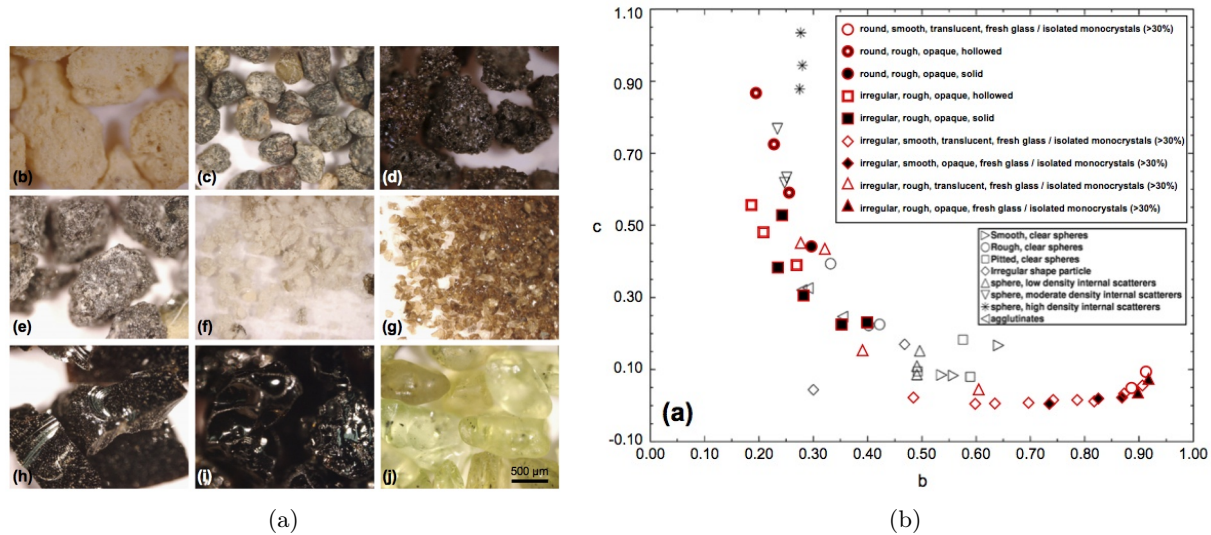 (b)
(c)
(d)
(e)
(f)
(g)
(h)
(i)
(j)
500 µm
(a)
1.10
0.90
0.70
0.50
0.30
0.10
-0.10
c
round, smooth, translucent, fresh glass / isolated monocrystals (>30%)
round, rough, opaque, hollowed
round, rough, opaque, solid
irregular, rough, opaque, hollowed
irregular, rough, opaque, solid
irregular, smooth, translucent, fresh glass / isolated monocrystals (>30%)
irregular, smooth, opaque, fresh glass / isolated monocrystals (>30%)
irregular, rough, translucent, fresh glass / isolated monocrystals (>30%)
irregular, rough, opaque, fresh glass / isolated monocrystals (>30%)
Smooth, clear spheres
Rough, clear spheres
Pitted, clear spheres
Irregular shape particle
sphere, low density internal scatterers
sphere, moderate density internal scatterers
sphere, high density internal scatterers
agglutinates
(a)
0.00 0.10 0.20 0.30 0.40 0.50 0.60 0.70 0.80 0.90 1.00
b
(b)